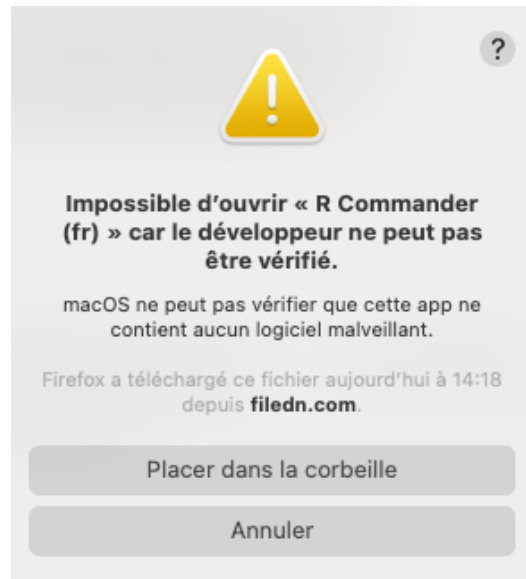 ?
Impossible d'ouvrir « R Commander
(fr) » car le développeur ne peut pas
être vérifié.
macOS ne peut pas vérifier que cette app ne
contient aucun logiciel malveillant.
Firefox a téléchargé ce fichier aujourd'hui à 14:18
depuis filedn.com.
Placer dans la corbeille
Annuler